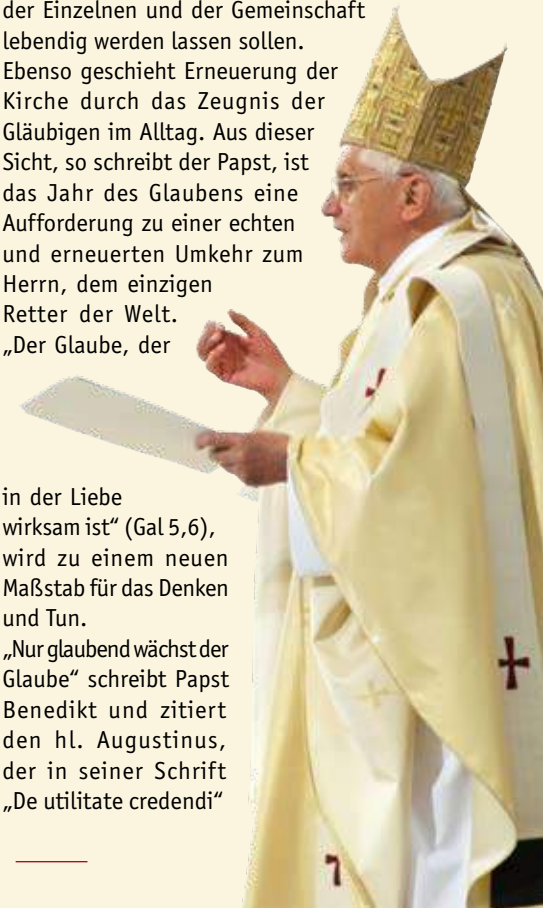 der Einzelnen und der Gemeinschaft
lebendig werden lassen sollen.
Ebenso geschieht Erneuerung der
Kirche durch das Zeugnis der
Gläubigen im Alltag. Aus dieser
Sicht, so schreibt der Papst, ist
das Jahr des Glaubens eine
Aufforderung zu einer echten
und erneuerten Umkehr zum
Herrn, dem einzigen
Retter der Welt.
„Der Glaube, der
in der Liebe
wirksam ist“ (Gal 5,6),
wird zu einem neuen
Maßstab für das Denken
und Tun.
„Nur glaubend wächst der
Glaube“ schreibt Papst
Benedikt und zitiert
den hl. Augustinus,
der in seiner Schrift
„De utilitate credendi“